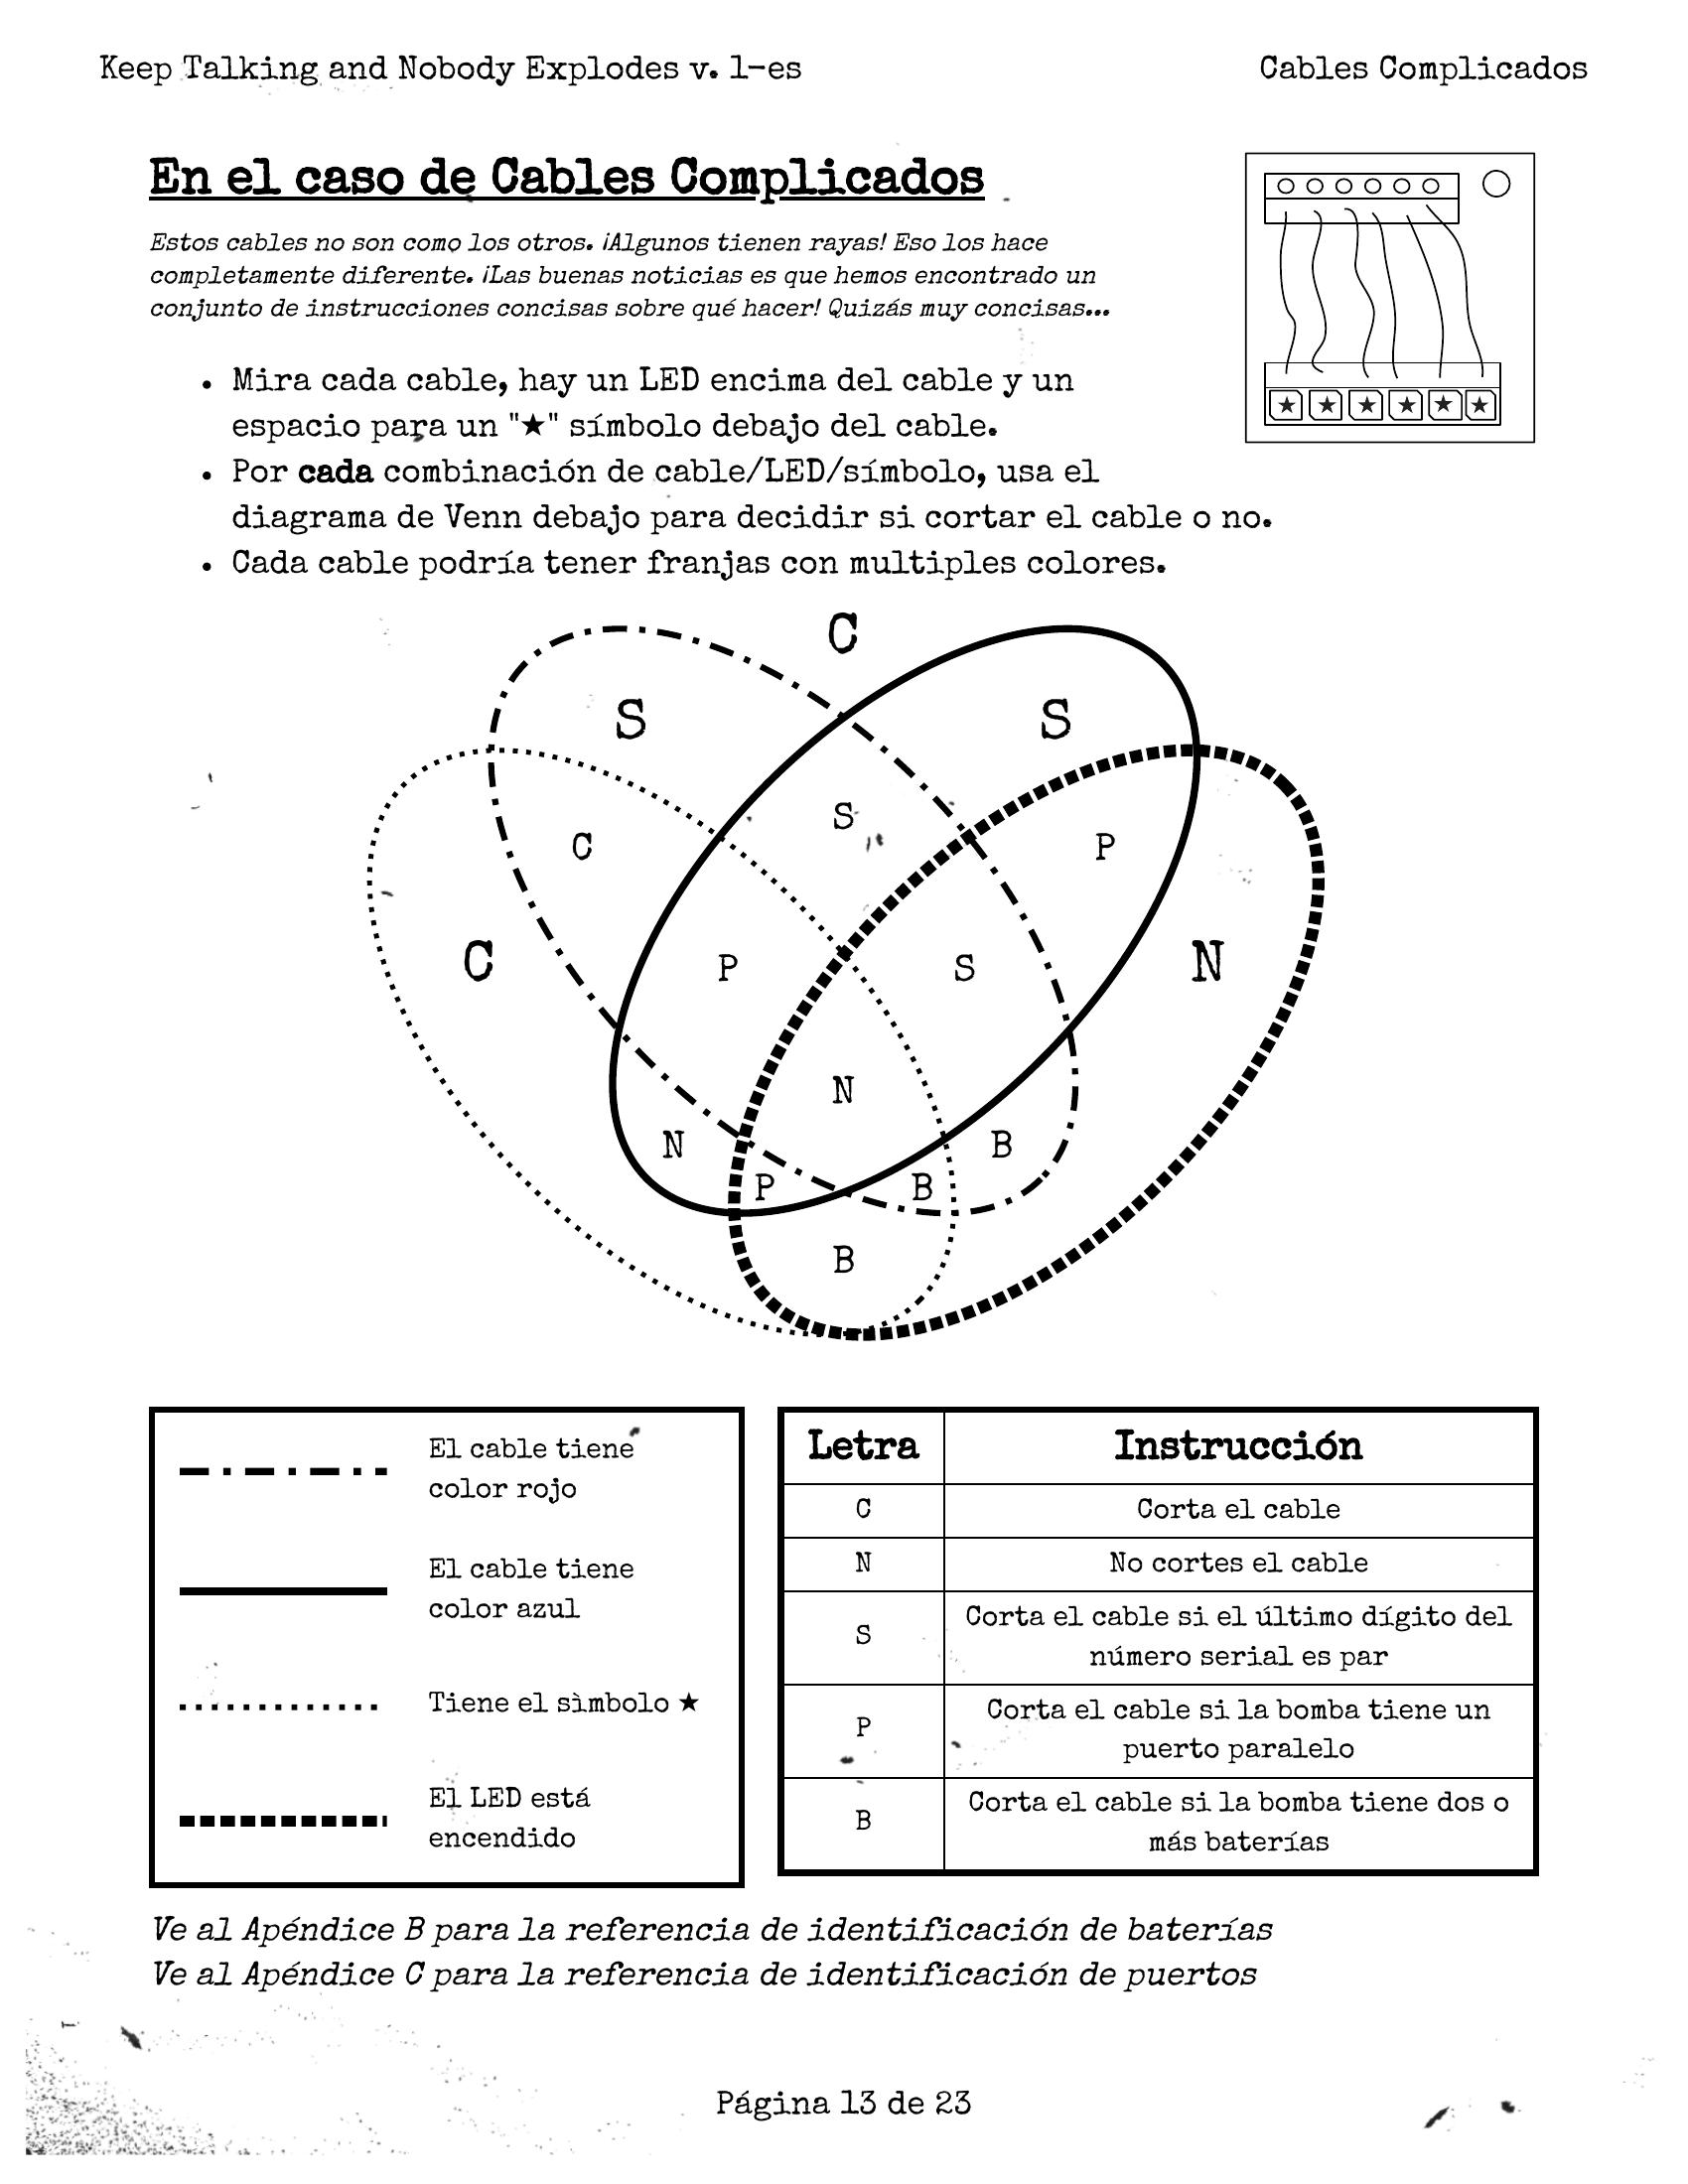 Keep Talking and Nobody Explodes v. 1-es
Cables Complicados
En el caso de Cables Complicados
Estos cables no son como los otros. ¡Algunos tienen rayas! Eso los hace
completamente diferente. ¡Las buenas noticias es que hemos encontrado un
conjunto de instrucciones concisas sobre qué hacer! Quizás muy concisas...
• Mira cada cable, hay un LED encima del cable y un
espacio para un "★" símbolo debajo del cable.
• Por cada combinación de cable/LED/símbolo, usa el
diagrama de Venn debajo para decidir si cortar el cable o no.
• Cada cable podría tener franjas con multiples colores.
★ ★ ★ ★ ★ ★
C
S
S
S
C
P
C
N
P
S
N
N
B
P
B
B
El cable tiene
color rojo
El cable tiene
color azul
Tiene el sìmbolo ★
El LED está
encendido
Letra
Instrucción
C
Corta el cable
N
No cortes el cable
S
Corta el cable si el último dígito del
número serial es par
P
Corta el cable si la bomba tiene un
puerto paralelo
B
Corta el cable si la bomba tiene dos o
más baterías
Ve al Apéndice B para la referencia de identificación de baterías
Ve al Apéndice C para la referencia de identificación de puertos
Página 13 de 23